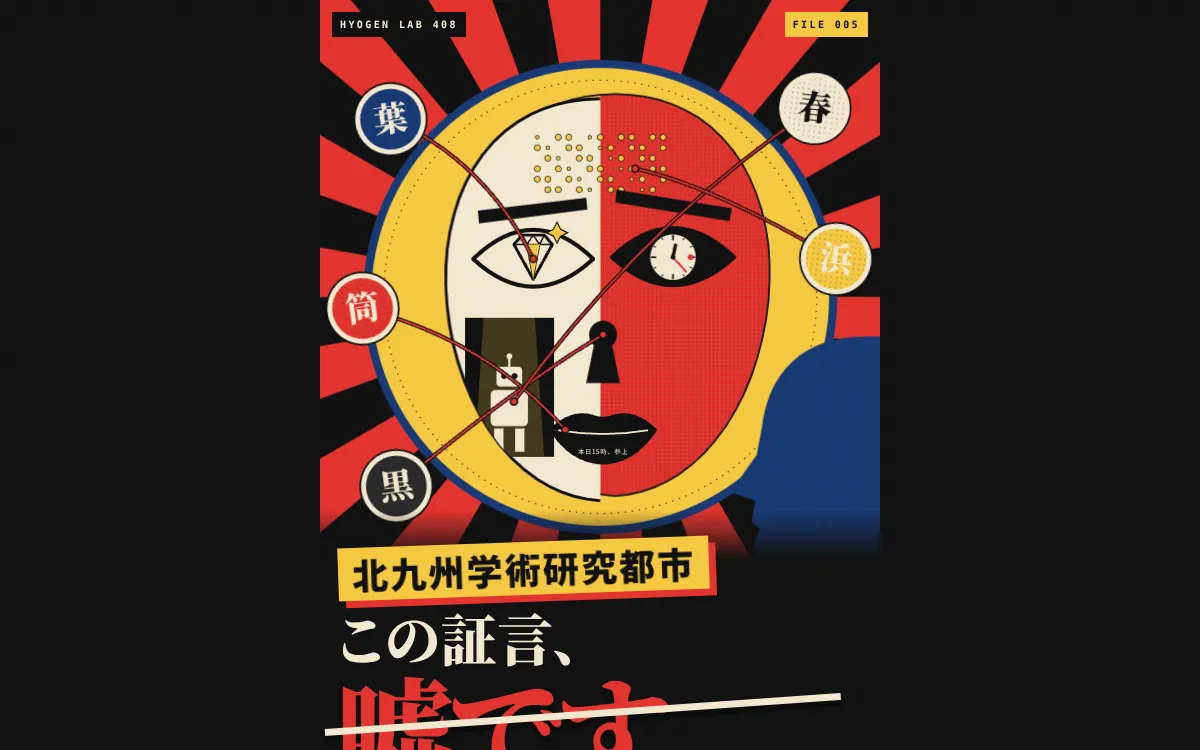 HYOGEN LAB 408
FILE 005
葉
春
浜
筒
黒
本日15時、参上
北九州学術研究都市
この証言、
嘘です